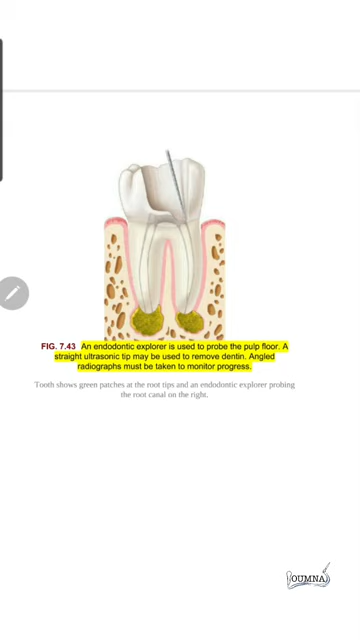 FIG. 7.43 An endodontic explorer is used to probe the pulp floor. A
straight ultrasonic tip may be used to remove dentin. Angled
radiographs must be taken to monitor progress.
Tooth shows green patches at the root tips and an endodontic explorer probing
the root canal on the right.
OUMNA